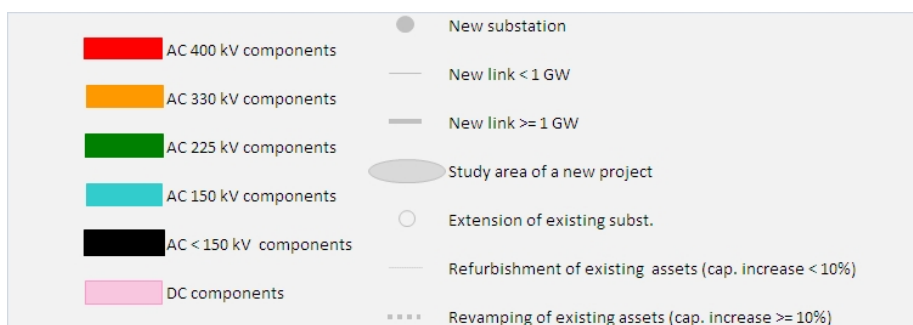 AC 400 kV components
AC 330 kV components
AC 225 kV components
AC 150 kV components
AC < 150 kV components
DC components
New substation
New link < 1 GW
New link >= 1 GW
Study area of a new project
Extension of existing subst.
Refurbishment of existing assets (cap. increase < 10%)
Revamping of existing assets (cap. increase >= 10%)